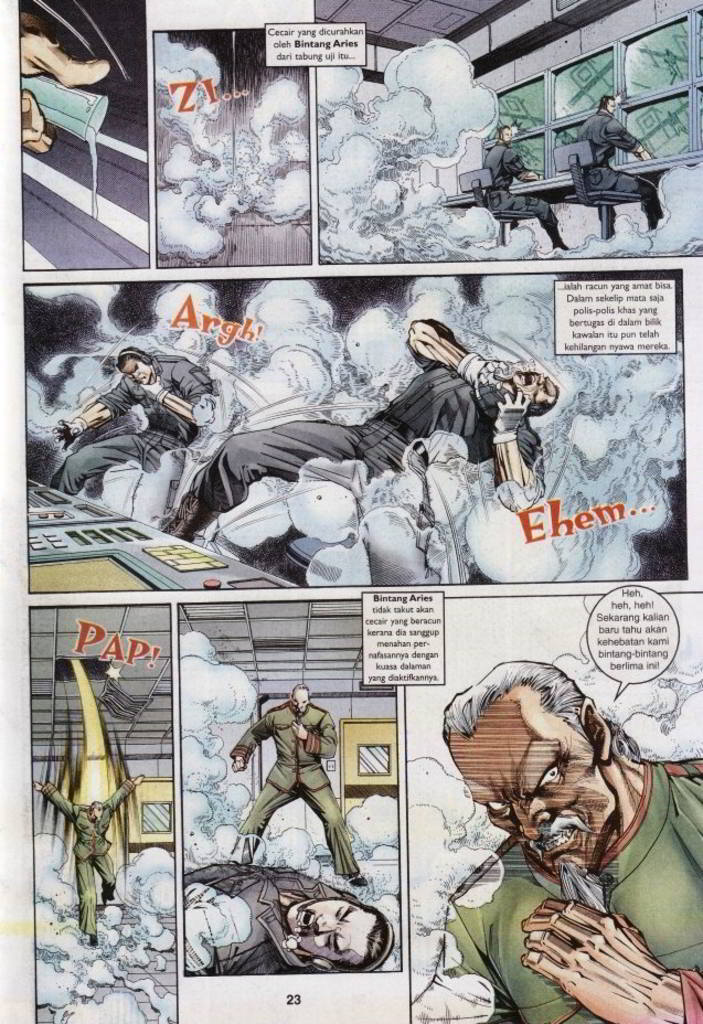 Cecair yang dicurahkan
oleh Bintang Aries
dari tabung uji itu...
ZI...
...ialah racun yang amat bisa.
Dalam sekelip mata saja
polis-polis khas yang
bertugas di dalam bilik
kawalan itu pun telah
kehilangan nyawa mereka.
Argh!
Ehem...
PAP!
Bintang Aries
tidak takut akan
cecair yang beracun
kerana dia sanggup
menahan per-
nafasannya dengan
kuasa dalaman
yang diaktifkannya.
Heh,
heh, heh!
Sekarang kalian
baru tahu akan
kehebatan kami
bintang-bintang
berlima ini!
23